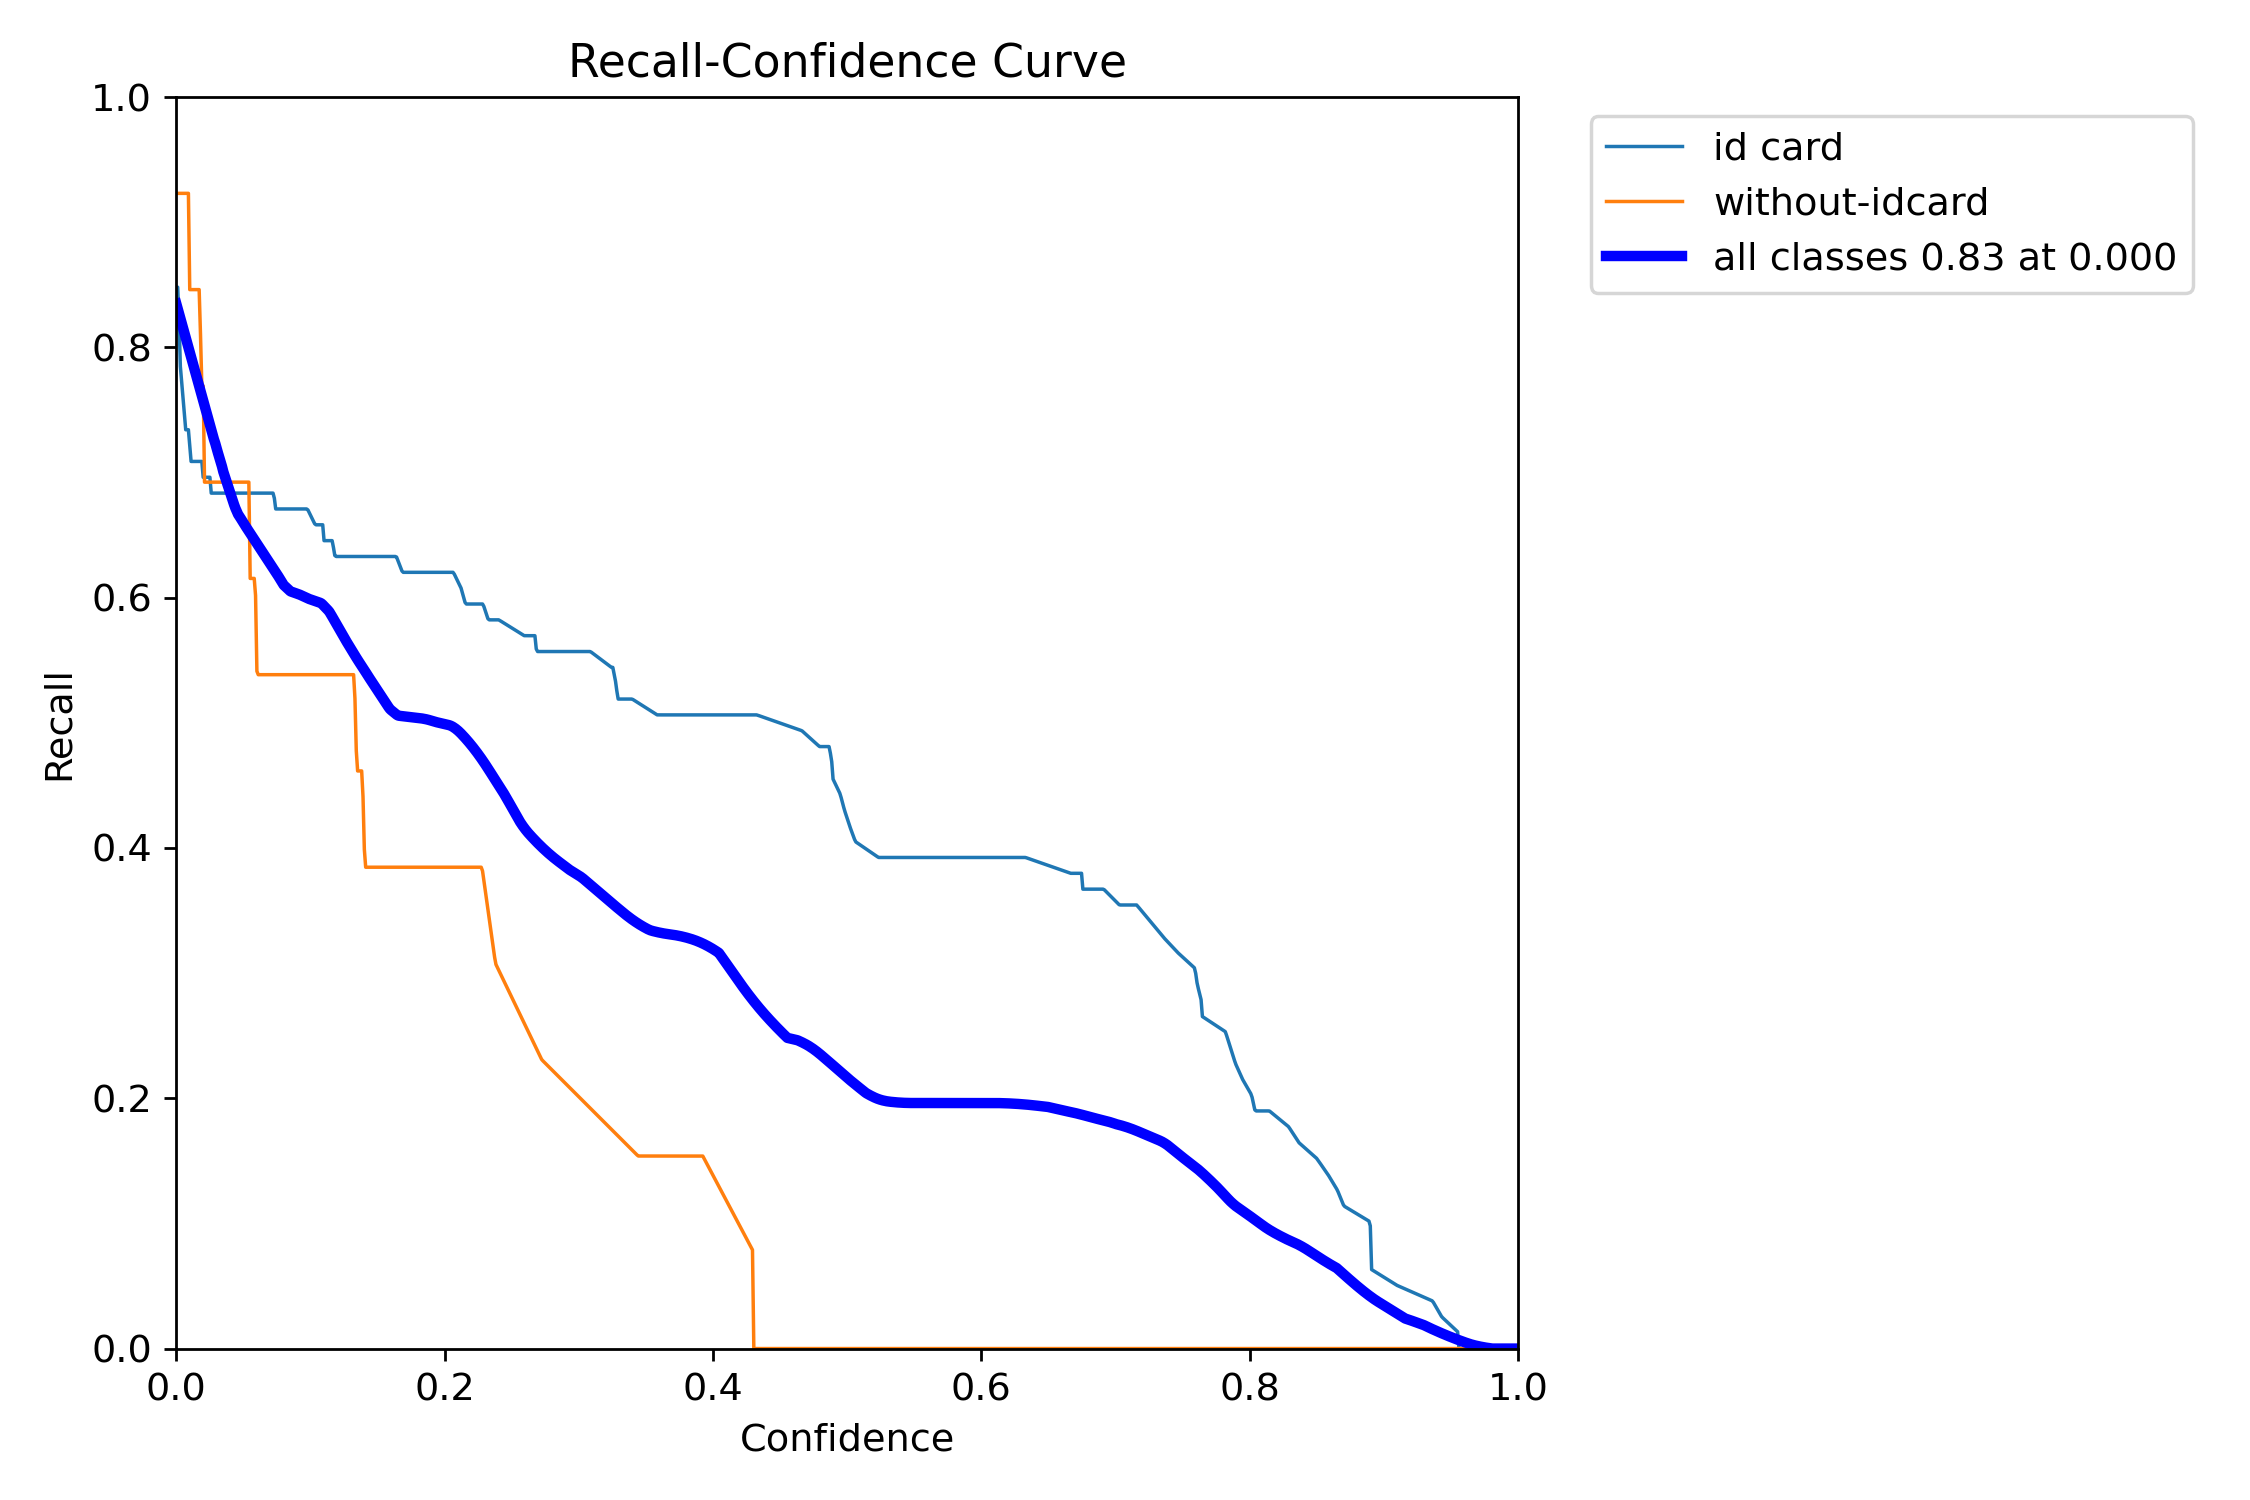 Recall-Confidence Curve
1.0
0.8
0.6
0.4
0.2
0.0
Recall
0.0 0.2 0.4 0.6 0.8 1.0
Confidence
id card
without-idcard
all classes 0.83 at 0.000